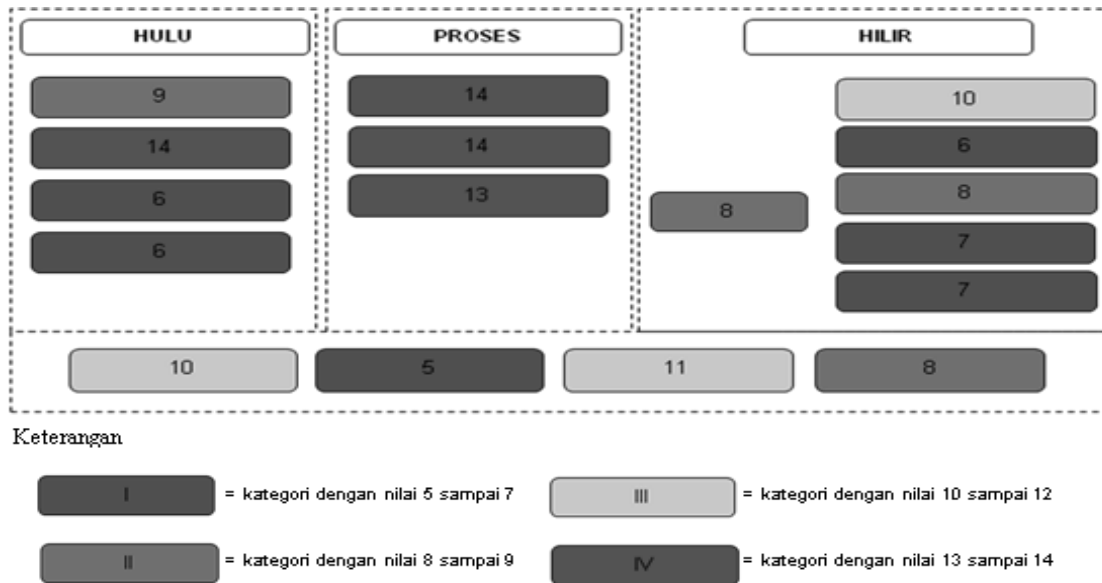 HULU
PROSES
HILIR
9
14
6
6
14
14
13
8
10
6
8
7
7
10
5
11
8
Keterangan
I = kategori dengan nilai 5 sampai 7
III = kategori dengan nilai 10 sampai 12
II = kategori dengan nilai 8 sampai 9
IV = kategori dengan nilai 13 sampai 14